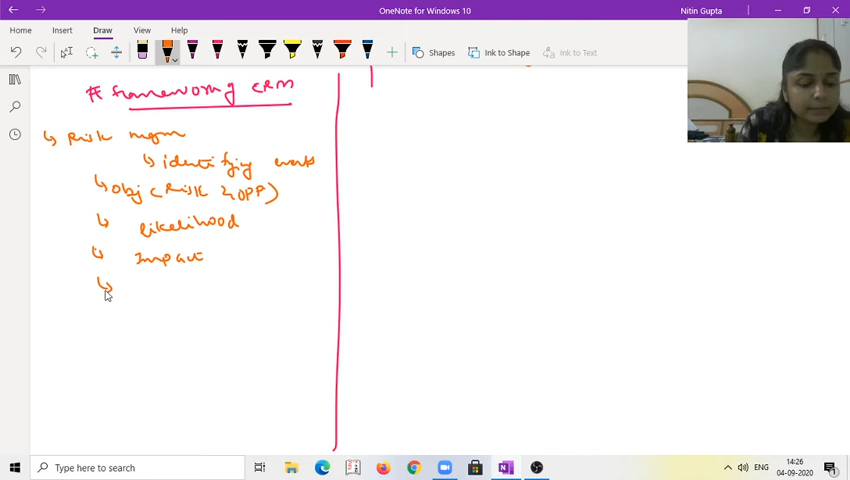 OneNote for Windows 10
Nitin Gupta
Home
Insert
Draw
View
Help
Shapes
Ink to Shape
Ink to Text
# framework of ERM
Risk mgm
identifying events
Obj (Risk & OPP)
likelihood
Impact
Type here to search
ENG
14:26
04-09-2020